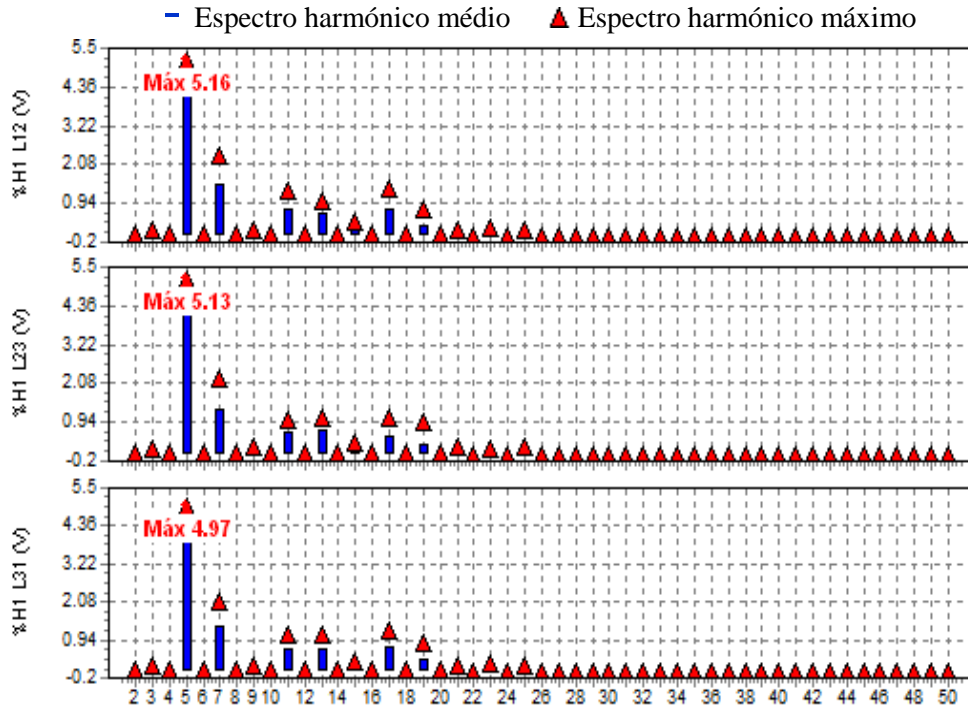 Espectro harmónico médio Espectro harmónico máximo
%H1 L12 (V)
5.5
4.36
3.22
2.08
0.94
-0.2
Máx 5.16
%H1 L23 (V)
5.5
4.36
3.22
2.08
0.94
-0.2
Máx 5.13
%H1 L31 (V)
5.5
4.36
3.22
2.08
0.94
-0.2
Máx 4.97
2 3 4 5 6 7 8 9 10 12 14 16 18 20 22 24 26 28 30 32 34 36 38 40 42 44 46 48 50